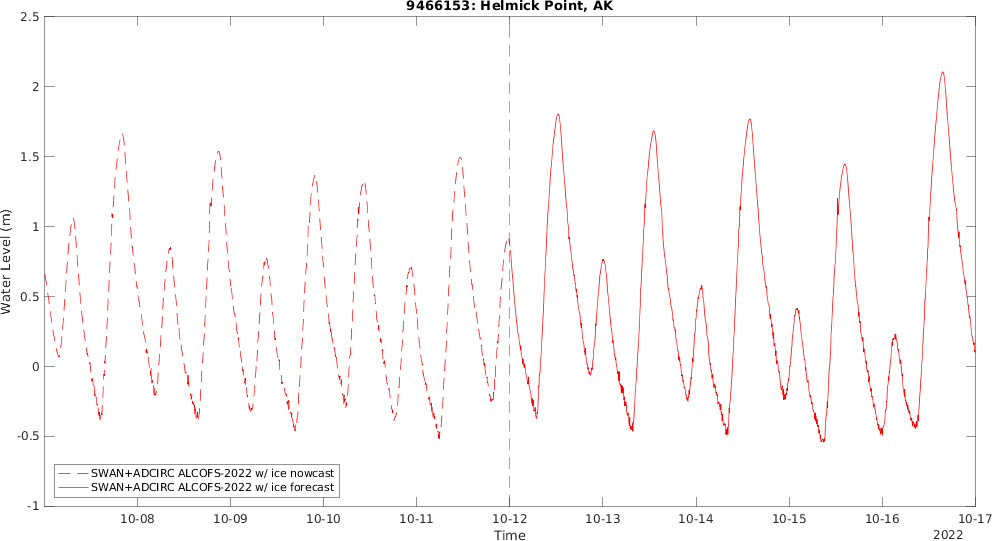 9466153: Helmick Point, AK
2.5
2
1.5
1
0.5
0
-0.5
-1
Water Level (m)
SWAN+ADCIRC ALCOFS-2022 w/ ice nowcast
SWAN+ADCIRC ALCOFS-2022 w/ ice forecast
10-08 10-09 10-10 10-11 10-12 10-13 10-14 10-15 10-16 10-17
Time
2022